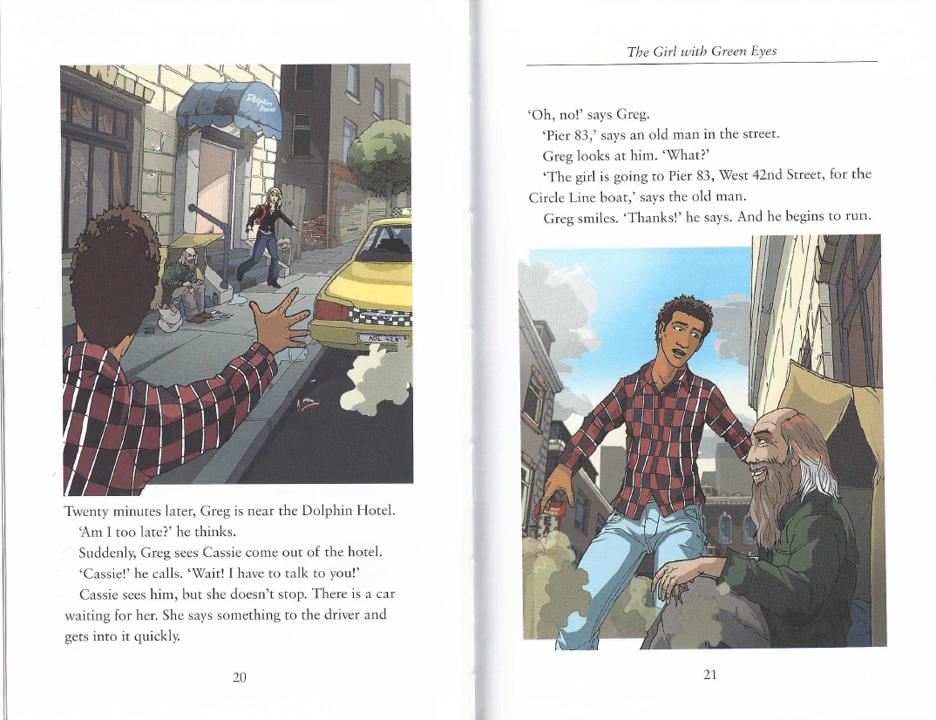 Dolphin
Hotel
Twenty minutes later, Greg is near the Dolphin Hotel.
‘Am I too late?’ he thinks.
Suddenly, Greg sees Cassie come out of the hotel.
‘Cassie!’ he calls. ‘Wait! I have to talk to you!’
Cassie sees him, but she doesn’t stop. There is a car
waiting for her. She says something to the driver and
gets into it quickly.
20
The Girl with Green Eyes
‘Oh, no!’ says Greg.
‘Pier 83,’ says an old man in the street.
Greg looks at him. ‘What?’
‘The girl is going to Pier 83, West 42nd Street, for the
Circle Line boat,’ says the old man.
Greg smiles. ‘Thanks!’ he says. And he begins to run.
21